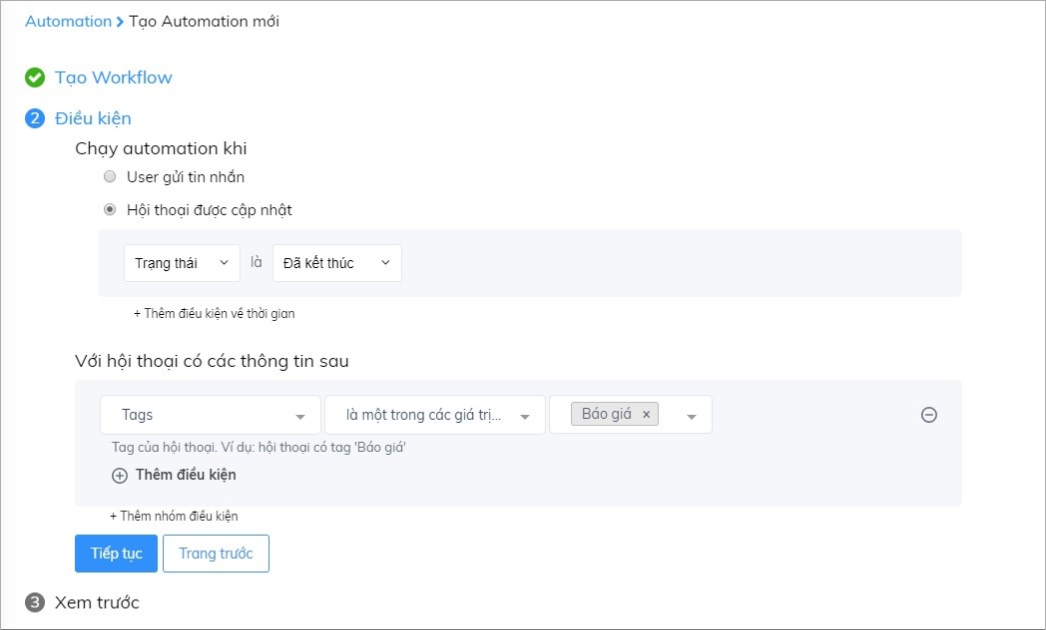 Automation > Tạo Automation mới
Tạo Workflow
2 Điều kiện
Chạy automation khi
User gửi tin nhắn
Hội thoại được cập nhật
Trạng thái là Đã kết thúc
+ Thêm điều kiện về thời gian
Với hội thoại có các thông tin sau
Tags là một trong các giá trị... Báo giá ×
Tag của hội thoại. Ví dụ: hội thoại có tag 'Báo giá'
Thêm điều kiện
+ Thêm nhóm điều kiện
Tiếp tục Trang trước
3 Xem trước